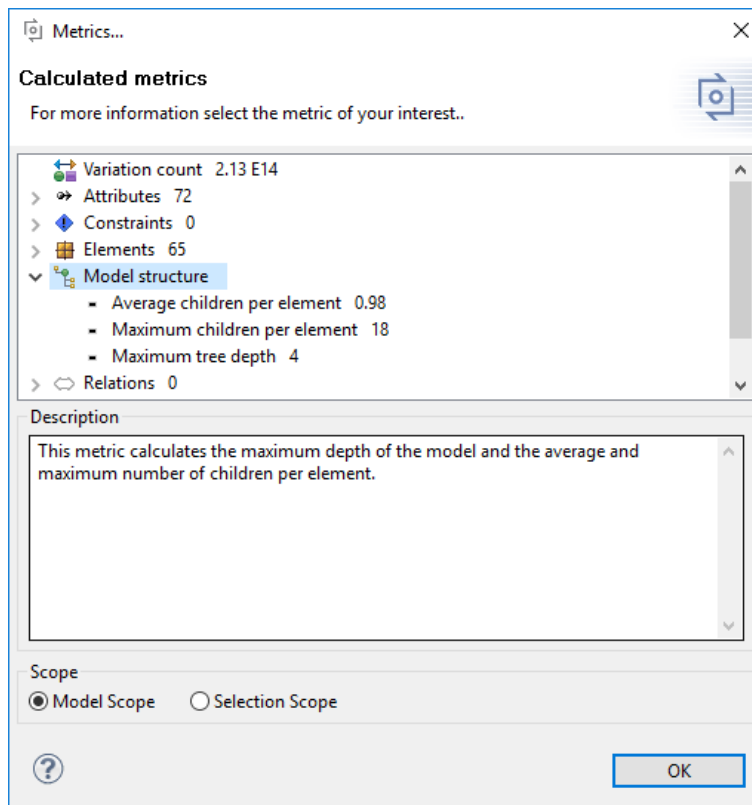 Metrics...
Calculated metrics
For more information select the metric of your interest..
Variation count 2.13 E14
Attributes 72
Constraints 0
Elements 65
Model structure
Average children per element 0.98
Maximum children per element 18
Maximum tree depth 4
Relations 0
Description
This metric calculates the maximum depth of the model and the average and
maximum number of children per element.
Scope
Model Scope Selection Scope
? OK